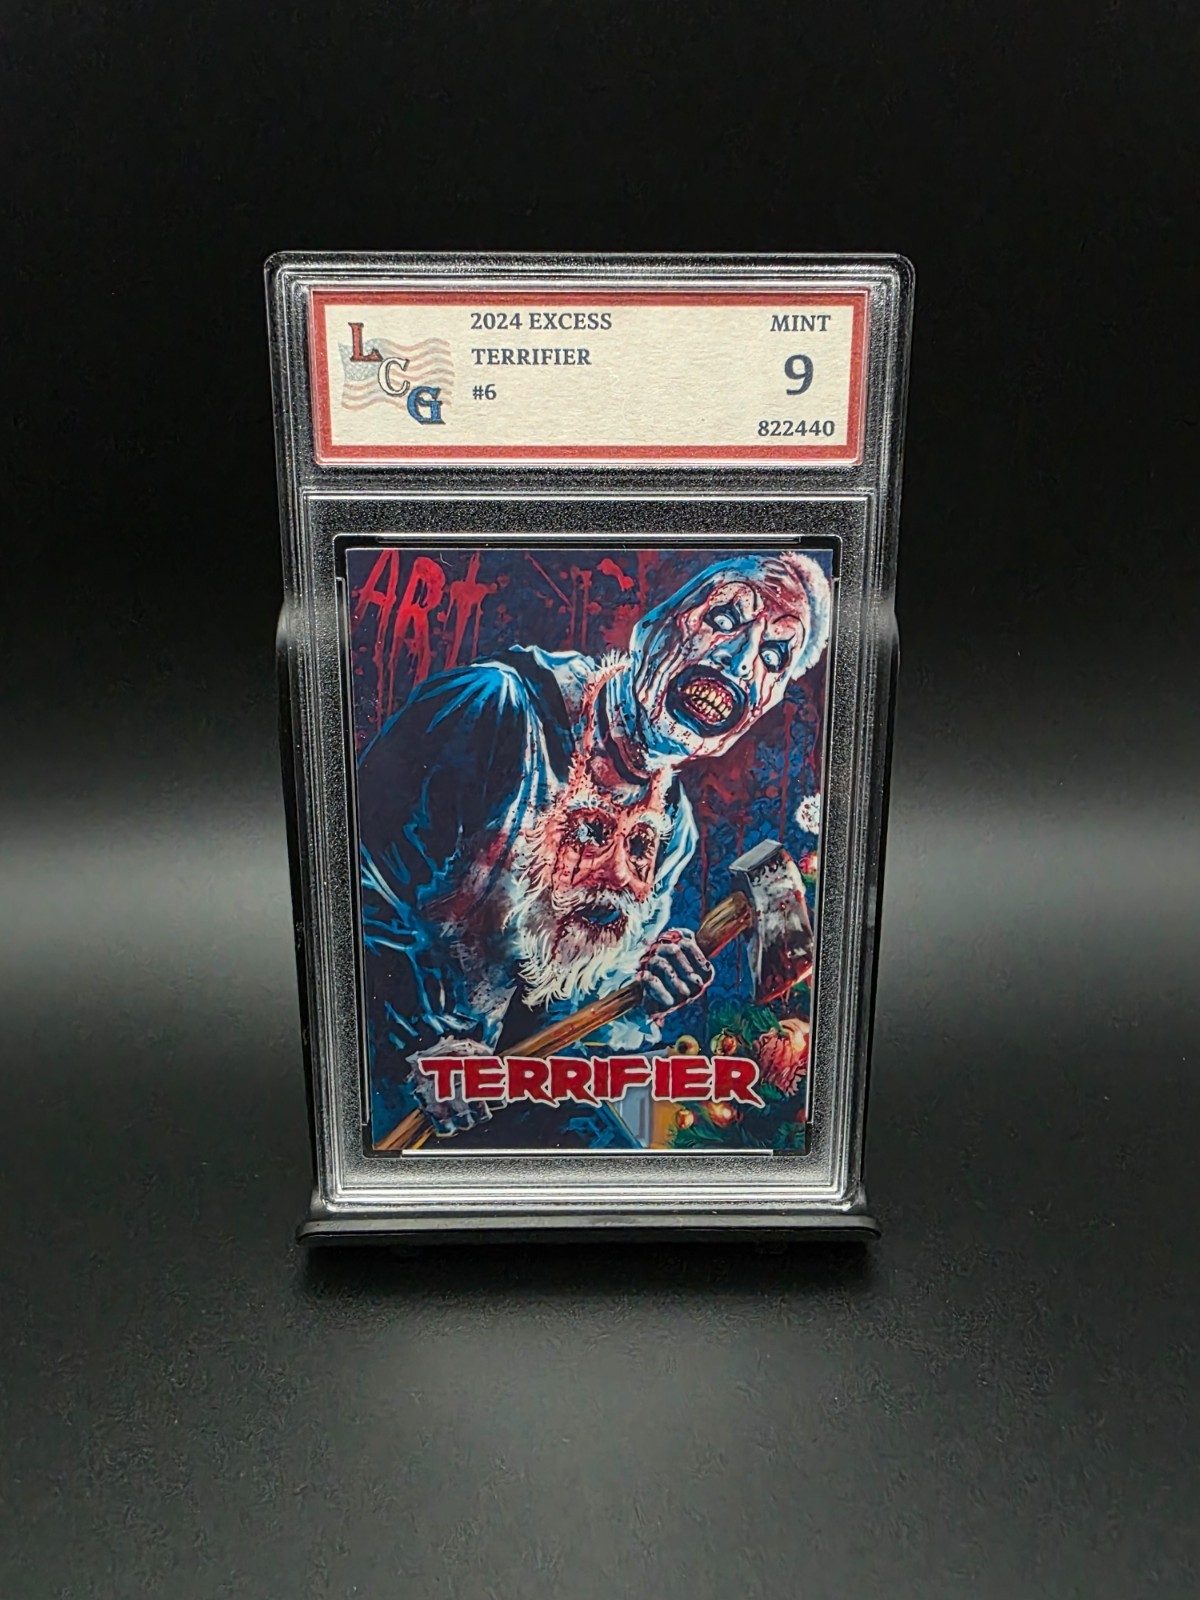 LCG
2024 EXCESS
TERRIFIER
#6
MINT
9
822440
ART
TERRIFIER